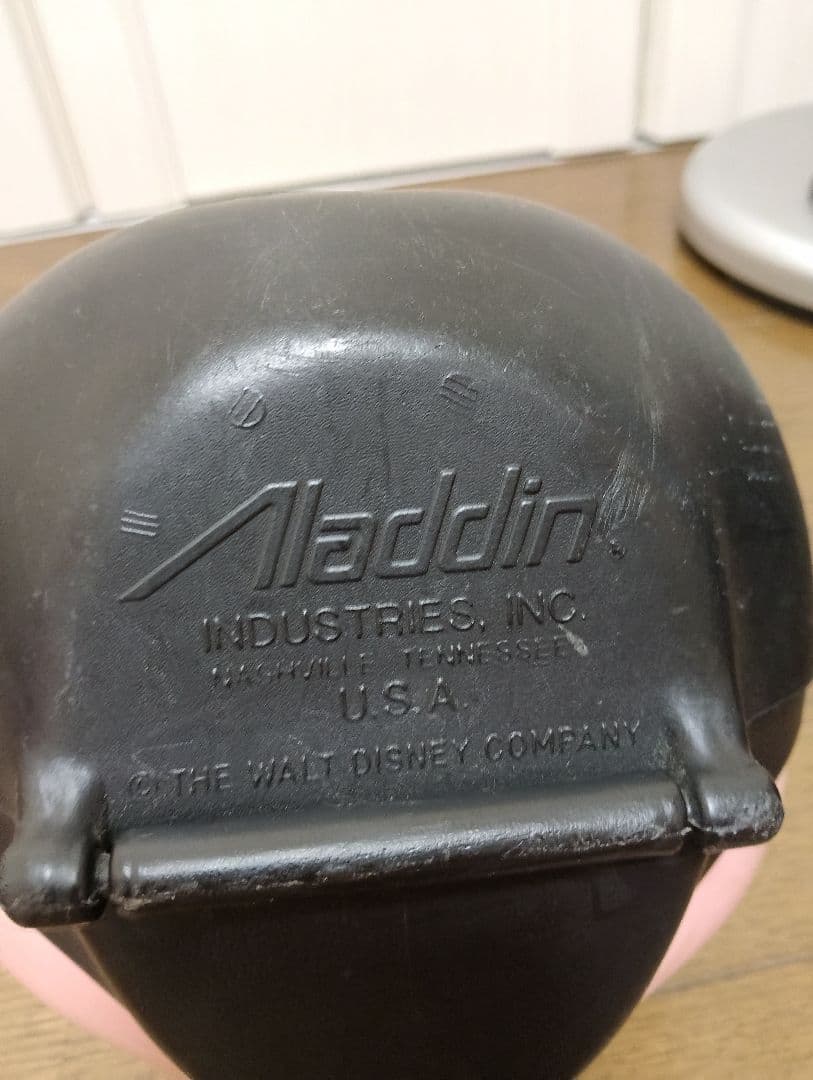 Aladdin®
INDUSTRIES, INC.
NASHVILLE TENNESSEE
U.S.A.
© THE WALT DISNEY COMPANY